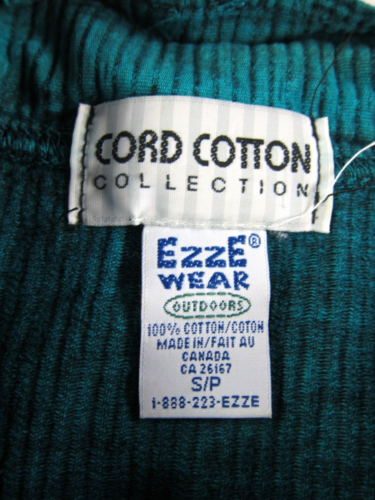 CORD COTTON
COLLECTION
EZZE®
WEAR
OUTDOORS
100% COTTON/COTON
MADE IN/FAIT AU
CANADA
CA 26167
S/P
1-888-223-EZZE